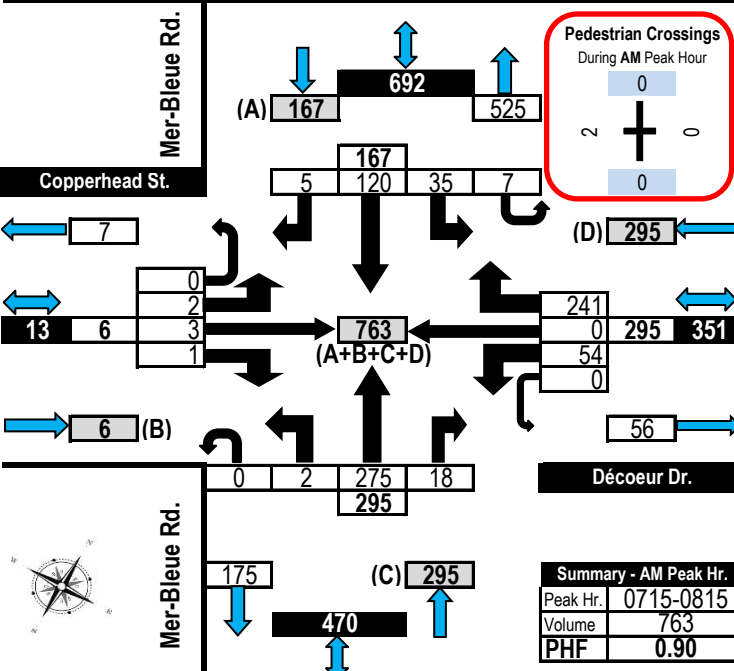 Mer-Bleue Rd.
Pedestrian Crossings
During AM Peak Hour
0
2
0
0
692
(A) 167
525
167
5 120 35 7
Copperhead St.
7
(D) 295
0
2
3
1
13 6
763
(A+B+C+D)
241
0
54
0
295 351
6 (B)
56
0 2 275 18
295
Décoeur Dr.
Mer-Bleue Rd.
175
(C) 295
470
Summary - AM Peak Hr.
Peak Hr. 0715-0815
Volume 763
PHF 0.90
N
W
E